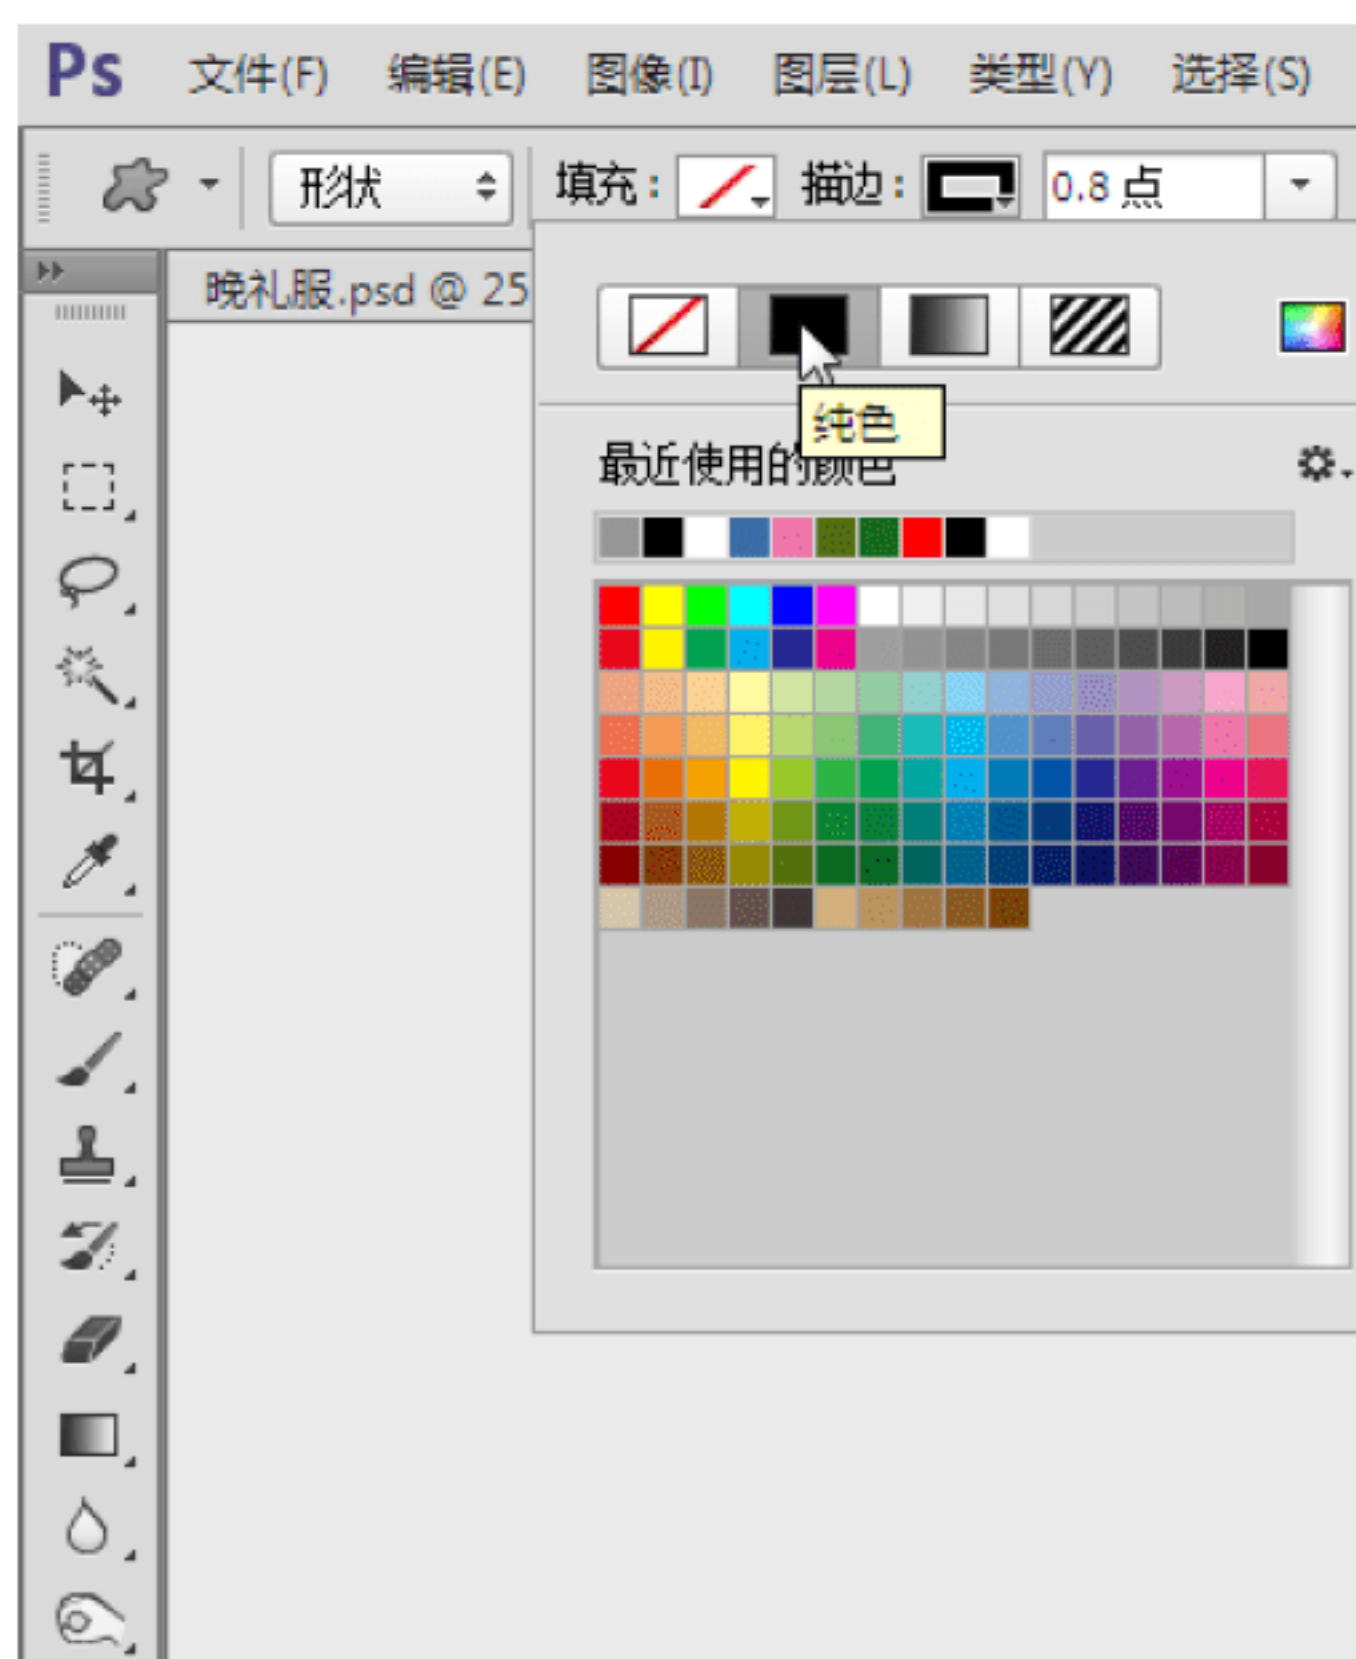 Ps 文件(F) 编辑(E) 图像(I) 图层(L) 类型(Y) 选择(S)
形状 填充: 描边: 0.8 点
晚礼服.psd @ 25
纯色
最近使用的颜色